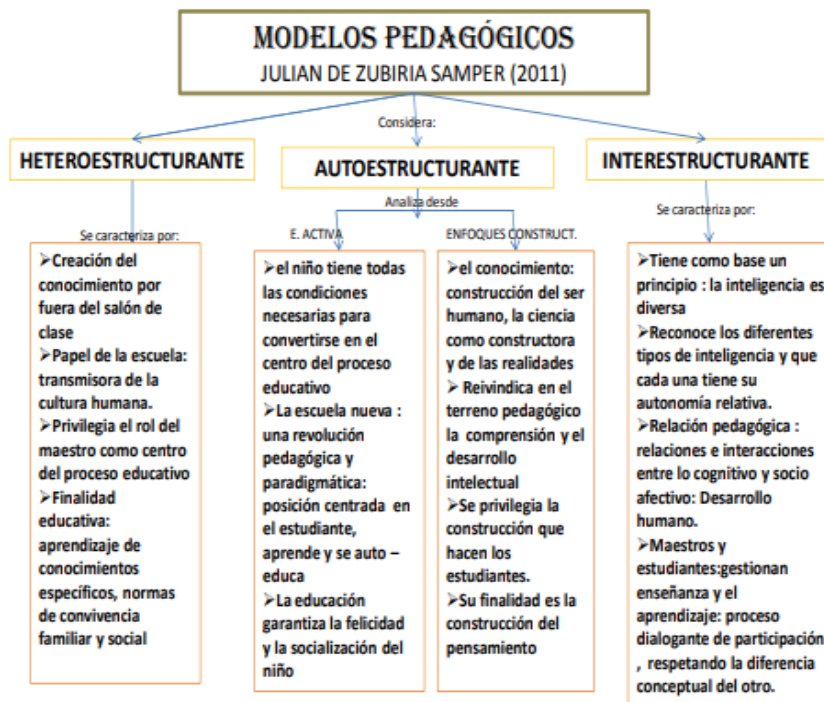 MODELOS PEDAGÓGICOS
JULIAN DE ZUBIRIA SAMPER (2011)
Considera:
HETEROESTRUCTURANTE
AUTOESTRUCTURANTE
INTERESTRUCTURANTE
Analiza desde
Se caracteriza por:
E. ACTIVA
ENFOQUES CONSTRUCT.
Se caracteriza por:
➢Creación del
conocimiento por
fuera del salón de
clase
➢Papel de la escuela:
transmisora de la
cultura humana.
➢Privilegia el rol del
maestro como centro
del proceso educativo
➢Finalidad
educativa:
aprendizaje de
conocimientos
específicos, normas
de convivencia
familiar y social
➢el niño tiene todas
las condiciones
necesarias para
convertirse en el
centro del proceso
educativo
➢La escuela nueva :
una revolución
pedagógica y
paradigmática:
posición centrada en
el estudiante,
aprende y se auto –
educa
➢La educación
garantiza la felicidad
y la socialización del
niño
➢el conocimiento:
construcción del ser
humano, la ciencia
como constructora
y de las realidades
➢ Reivindica en el
terreno pedagógico
la comprensión y el
desarrollo
intelectual
➢Se privilegia la
construcción que
hacen los
estudiantes.
➢Su finalidad es la
construcción del
pensamiento
➢Tiene como base un
principio : la inteligencia es
diversa
➢Reconoce los diferentes
tipos de inteligencia y que
cada una tiene su
autonomía relativa.
➢Relación pedagógica :
relaciones e interacciones
entre lo cognitivo y socio
afectivo: Desarrollo
humano.
➢Maestros y
estudiantes:gestionan
enseñanza y el
aprendizaje: proceso
dialogante de participación
, respetando la diferencia
conceptual del otro.